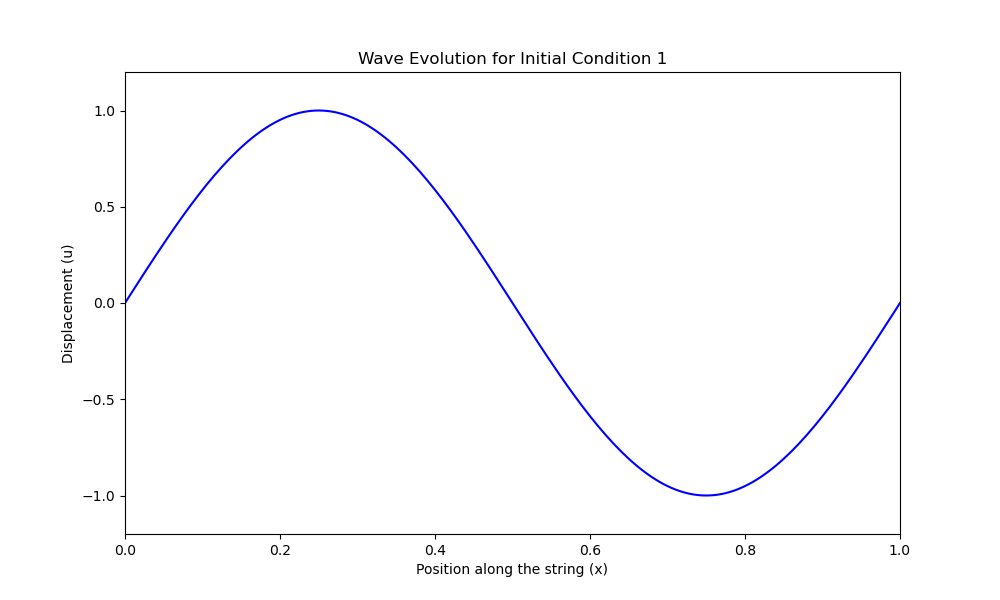 Wave Evolution for Initial Condition 1
1.0
0.5
0.0
−0.5
−1.0
Displacement (u)
0.0 0.2 0.4 0.6 0.8 1.0
Position along the string (x)